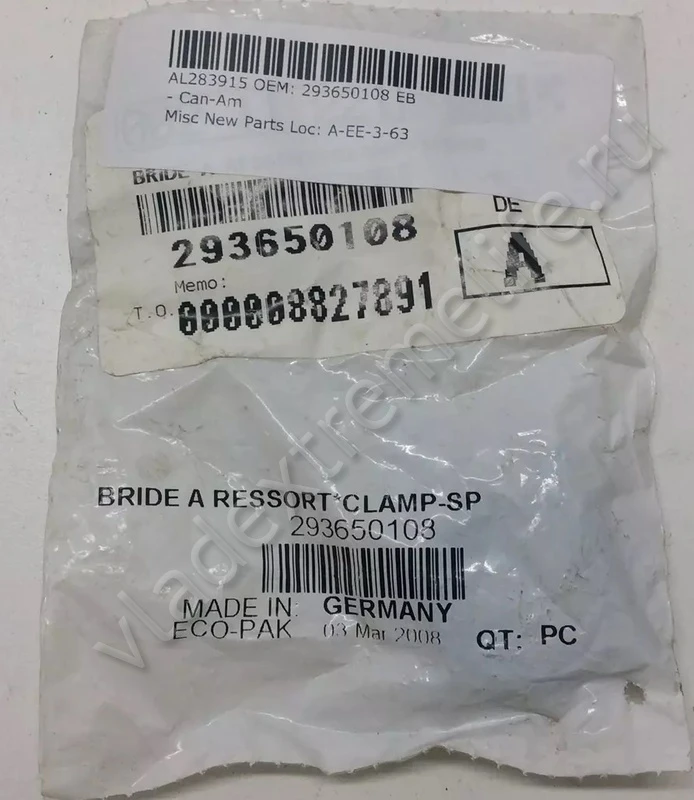 AL283915 OEM: 293650108 EB
- Can-Am
Misc New Parts Loc: A-EE-3-63
BRIDE
DE
293650108
A
Memo:
T.O. 000008827891
BRIDE A RESSORT*CLAMP-SP
293650108
MADE IN: GERMANY
ECO-PAK 03 Mar 2008 QT: PC
vladextremetime.ru